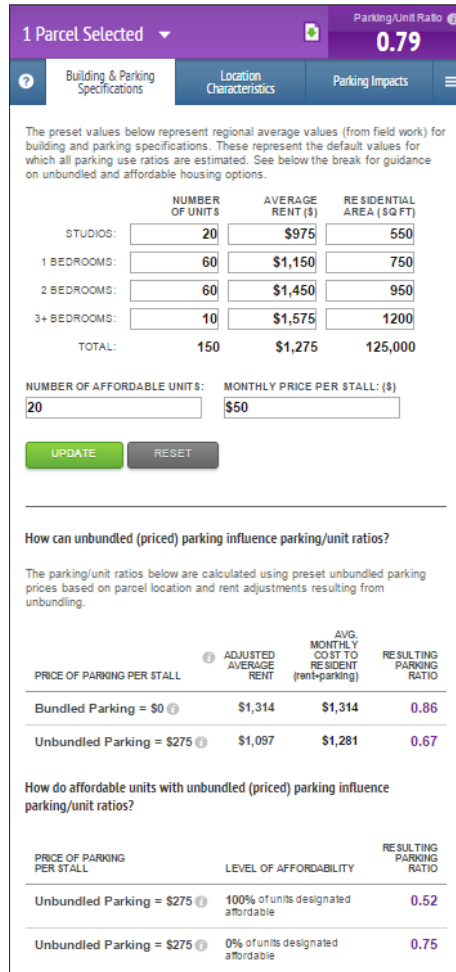 1 Parcel Selected
Parking/Unit Ratio
0.79
Building & Parking
Specifications
Location
Characteristics
Parking Impacts
The preset values below represent regional average values (from field work) for
building and parking specifications. These represent the default values for
which all parking use ratios are estimated. See below the break for guidance
on unbundled and affordable housing options.
NUMBER OF UNITS AVERAGE RENT ($) RESIDENTIAL AREA (SQ FT)
STUDIOS: 20 $975 550
1 BEDROOMS: 60 $1,150 750
2 BEDROOMS: 60 $1,450 950
3+ BEDROOMS: 10 $1,575 1200
TOTAL: 150 $1,275 125,000
NUMBER OF AFFORDABLE UNITS: MONTHLY PRICE PER STALL: ($)
20 $50
UPDATE RESET
How can unbundled (priced) parking influence parking/unit ratios?
The parking/unit ratios below are calculated using preset unbundled parking
prices based on parcel location and rent adjustments resulting from
unbundling.
PRICE OF PARKING PER STALL ADJUSTED AVERAGE RENT AVG. MONTHLY COST TO RESIDENT (rent+parking) RESULTING PARKING RATIO
Bundled Parking = $0 $1,314 $1,314 0.86
Unbundled Parking = $275 $1,097 $1,281 0.67
How do affordable units with unbundled (priced) parking influence
parking/unit ratios?
PRICE OF PARKING PER STALL LEVEL OF AFFORDABILITY RESULTING PARKING RATIO
Unbundled Parking = $275 100% of units designated affordable 0.52
Unbundled Parking = $275 0% of units designated affordable 0.75